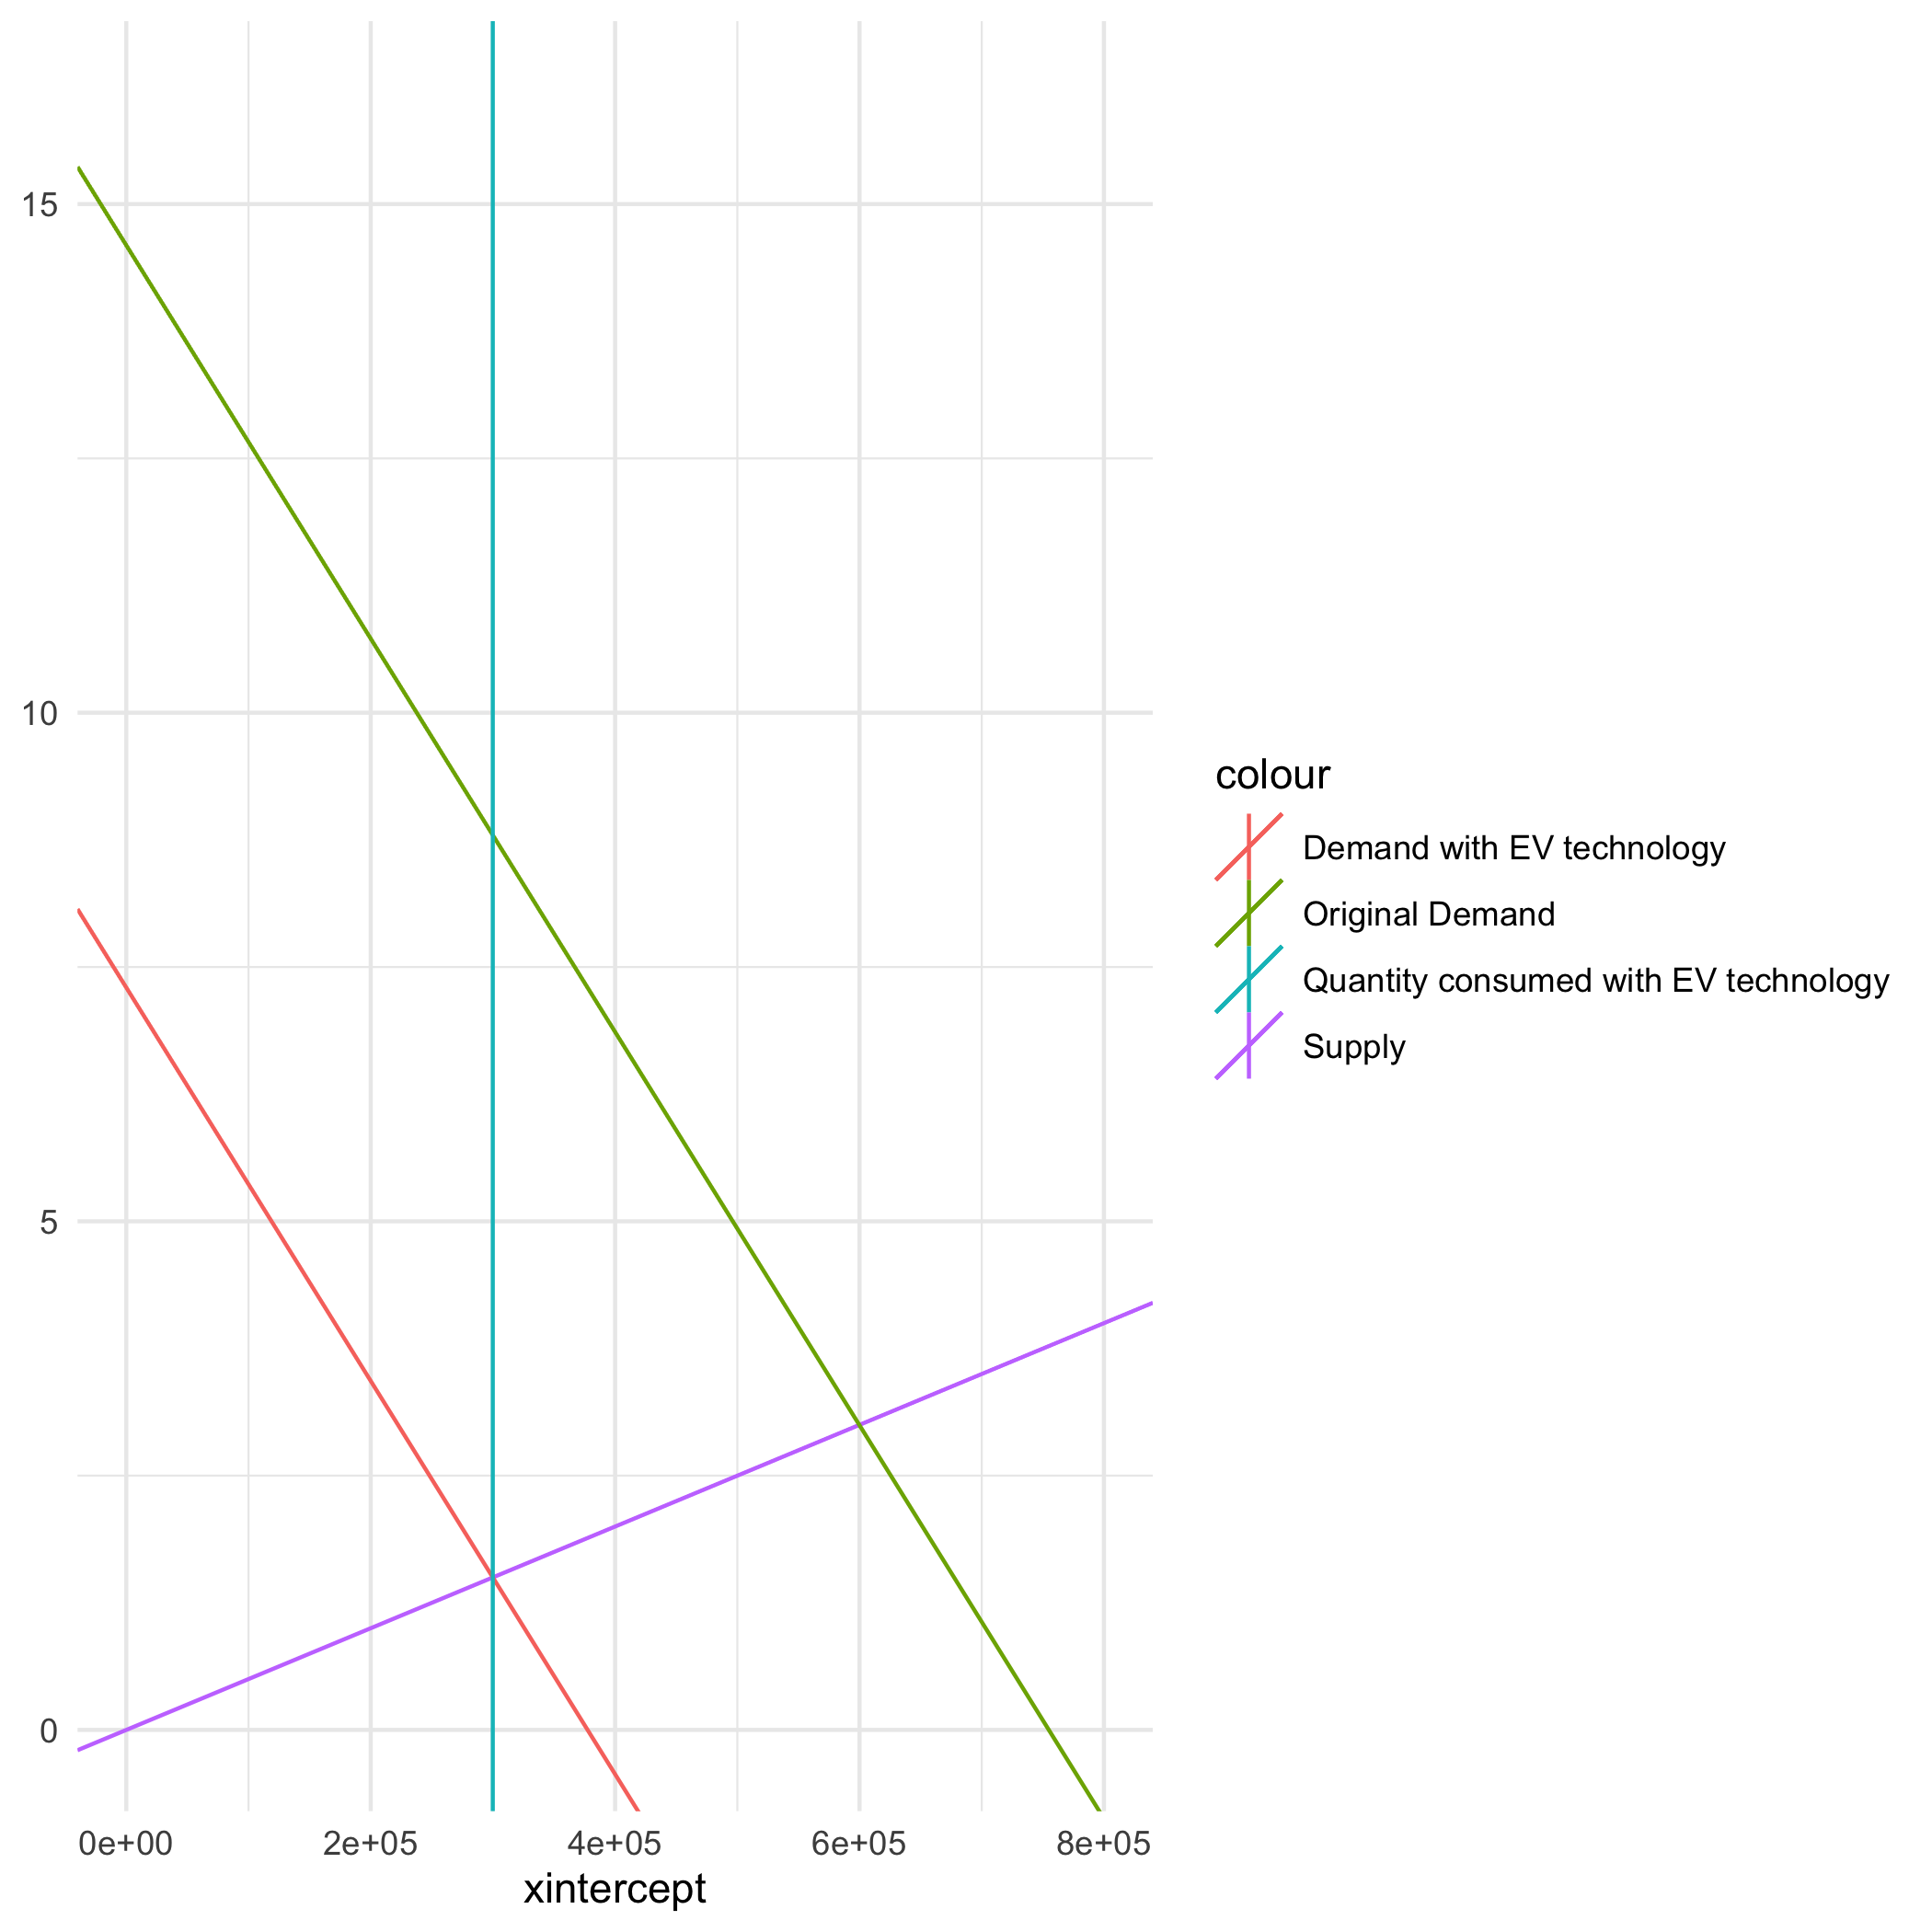 15
10
5
0
0e+00 2e+05 4e+05 6e+05 8e+05
xintercept
colour
Demand with EV technology
Original Demand
Quantity consumed with EV technology
Supply